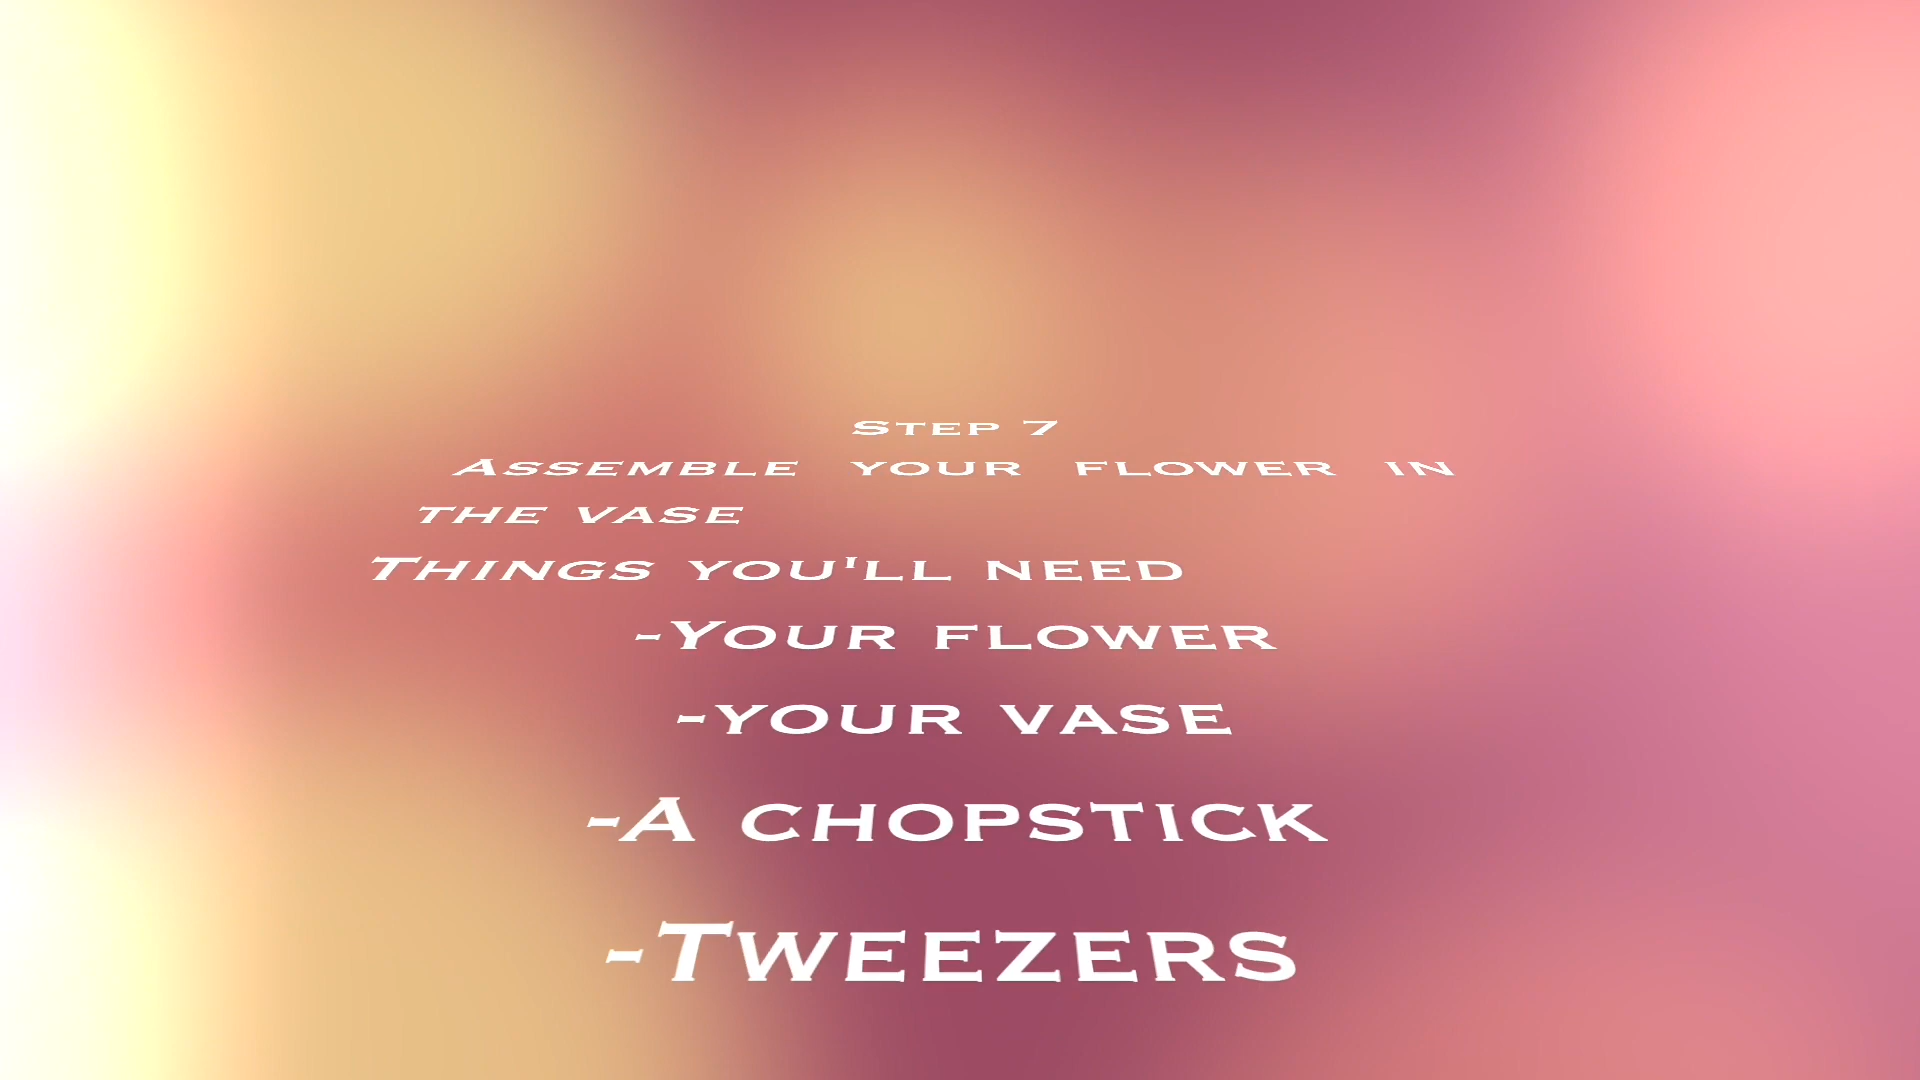 Step 7
Assemble your flower in
the vase
Things you'll need
-Your flower
-your vase
-A chopstick
-Tweezers